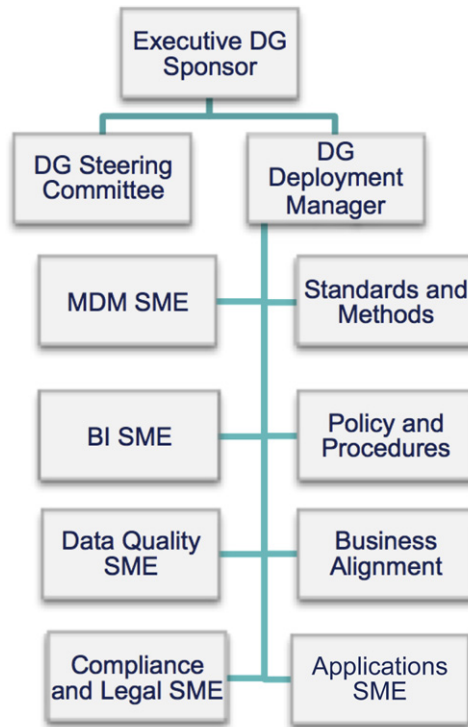 Executive DG
Sponsor
DG Steering
Committee
DG
Deployment
Manager
MDM SME
Standards and
Methods
BI SME
Policy and
Procedures
Data Quality
SME
Business
Alignment
Compliance
and Legal SME
Applications
SME